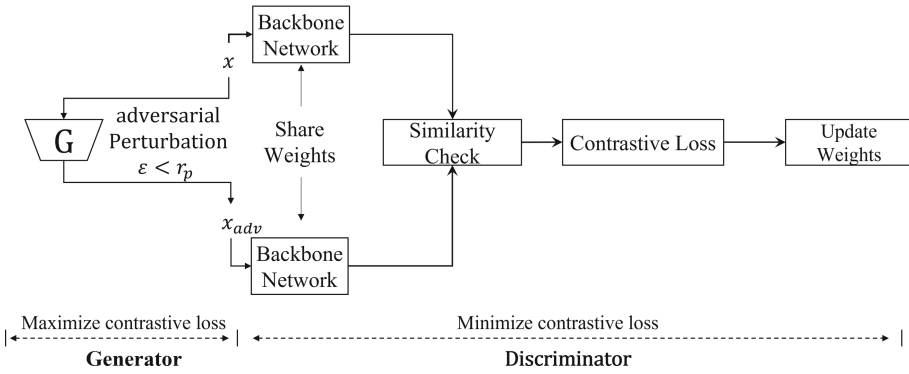 Backbone
Network
x
G
adversarial
Perturbation
ε < r_p
Share
Weights
Similarity
Check
Contrastive Loss
Update
Weights
x_adv
Backbone
Network
Maximize contrastive loss
Minimize contrastive loss
Generator
Discriminator